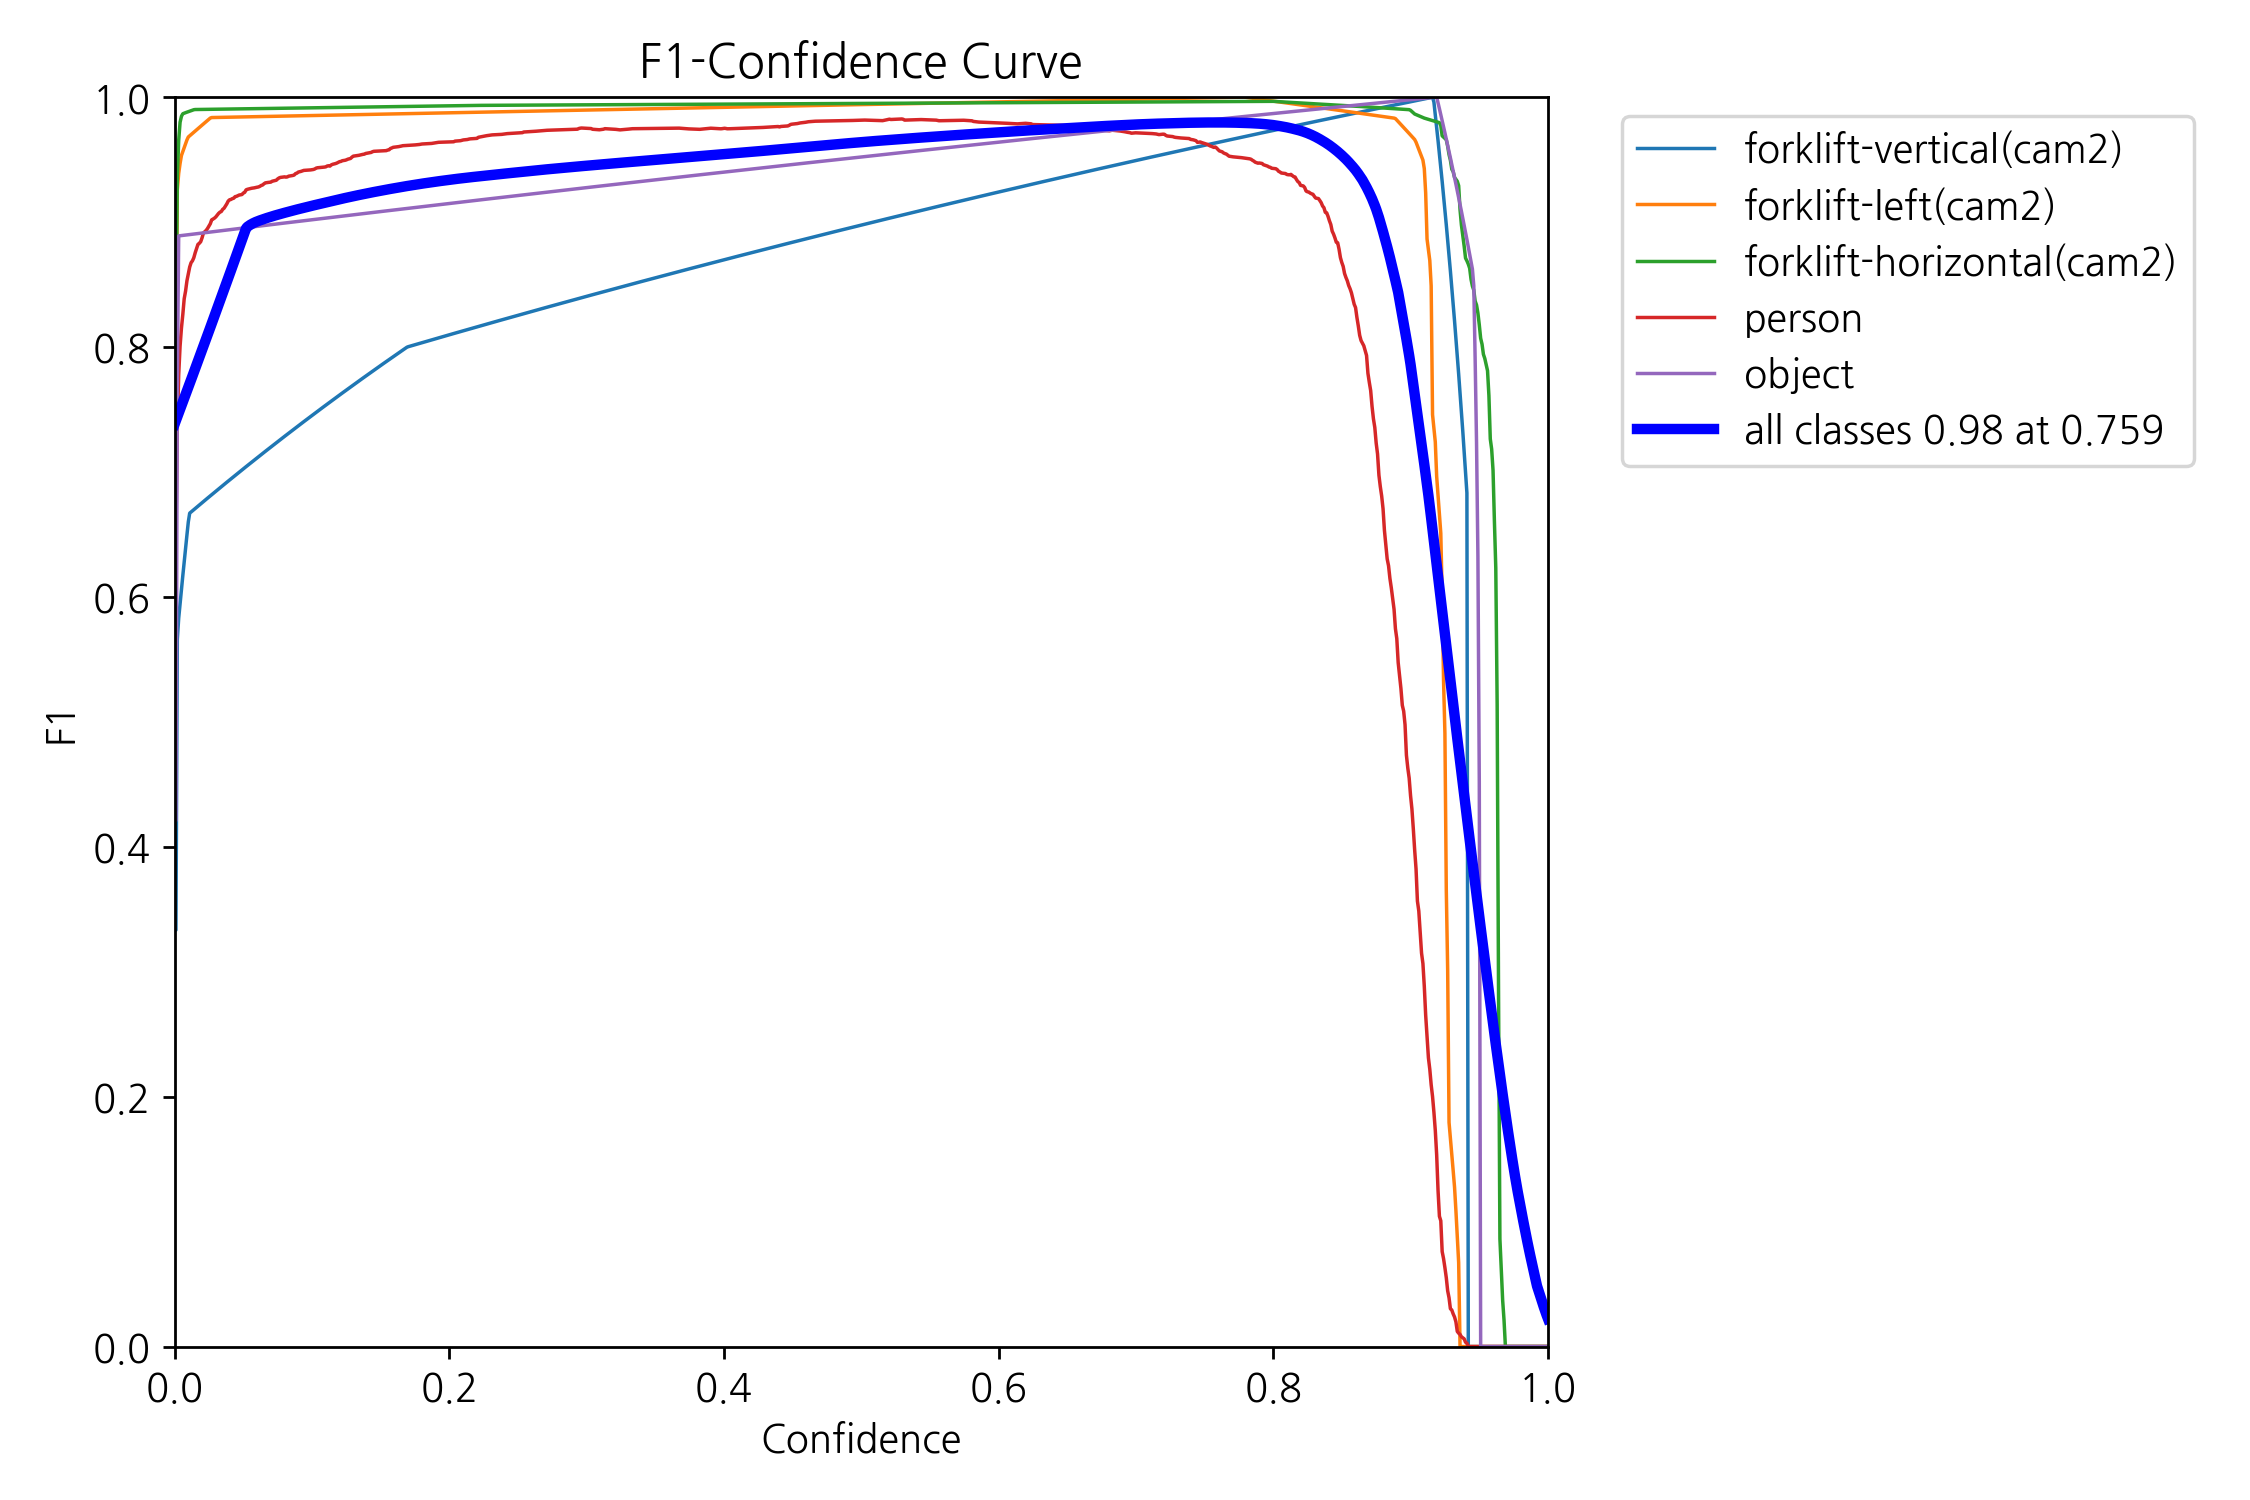 F1-Confidence Curve
1.0
0.8
0.6
0.4
0.2
0.0
F1
0.0 0.2 0.4 0.6 0.8 1.0
Confidence
forklift-vertical(cam2)
forklift-left(cam2)
forklift-horizontal(cam2)
person
object
all classes 0.98 at 0.759